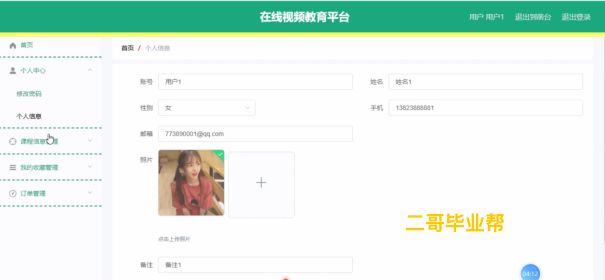 在线视频教育平台
用户 用户1 退出到前台 退出登录
首页
首页 / 个人信息
个人中心
修改密码
个人信息
课程信息管理
我的收藏管理
订单管理
账号 用户1 姓名 姓名1
性别 女 手机 13823888881
邮箱 773890001@qq.com
照片
点击上传照片
备注 备注1
二哥毕业帮
04:12